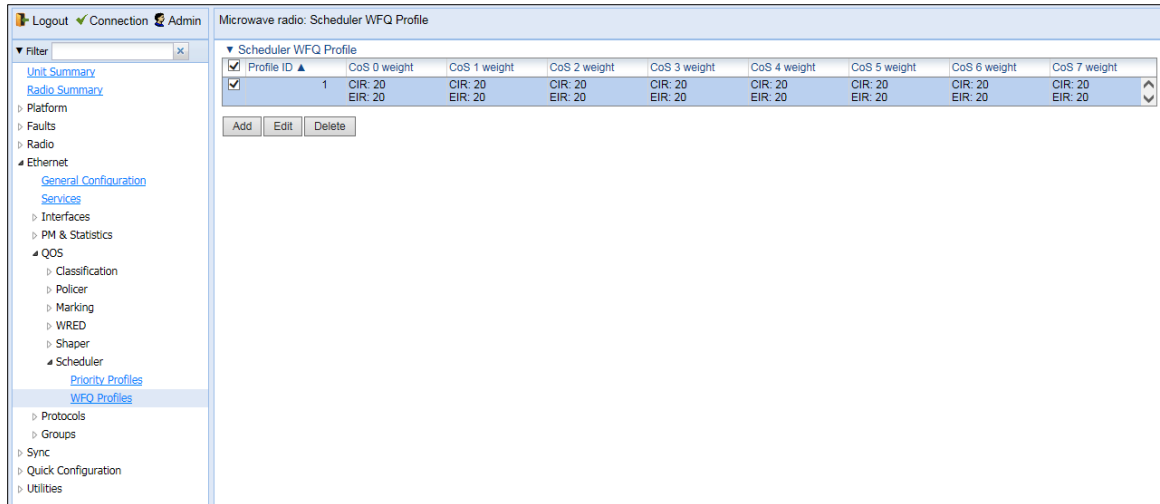 Logout Connection Admin
Microwave radio: Scheduler WFQ Profile
Filter
Unit Summary
Radio Summary
Platform
Faults
Radio
Ethernet
General Configuration
Services
Interfaces
PM & Statistics
QOS
Classification
Policer
Marking
WRED
Shaper
Scheduler
Priority Profiles
WFQ Profiles
Protocols
Groups
Sync
Quick Configuration
Utilities
Scheduler WFQ Profile
Profile ID ▲ CoS 0 weight CoS 1 weight CoS 2 weight CoS 3 weight CoS 4 weight CoS 5 weight CoS 6 weight CoS 7 weight
1 CIR: 20 CIR: 20 CIR: 20 CIR: 20 CIR: 20 CIR: 20 CIR: 20 CIR: 20
EIR: 20 EIR: 20 EIR: 20 EIR: 20 EIR: 20 EIR: 20 EIR: 20 EIR: 20
Add Edit Delete